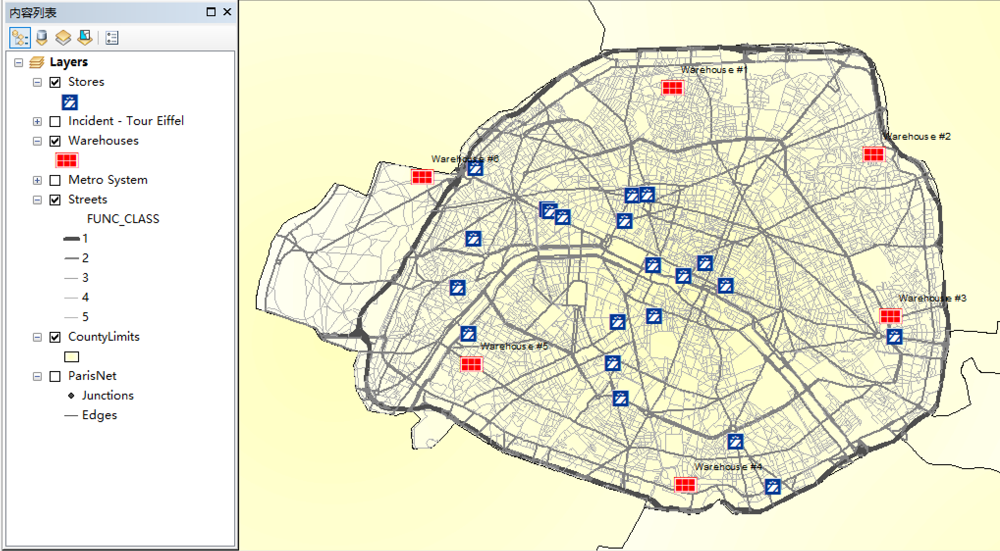 内容列表
Layers
Stores
Incident - Tour Eiffel
Warehouses
Metro System
Streets
FUNC_CLASS
1
2
3
4
5
CountyLimits
ParisNet
Junctions
Edges
Warehouse #1
Warehouse #2
Warehouse #6
Warehouse #3
Warehouse #5
Warehouse #4